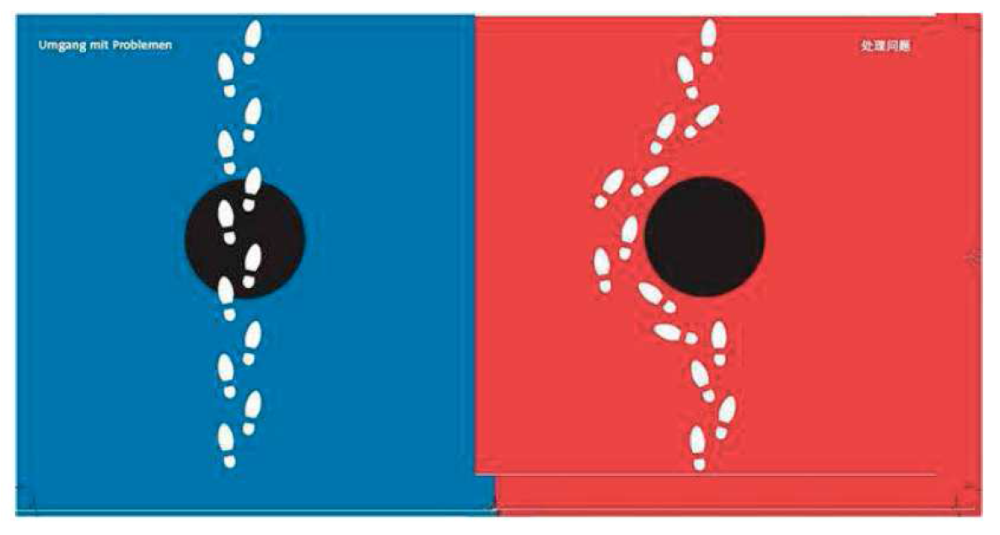 Umgang mit Problemen
处理问题